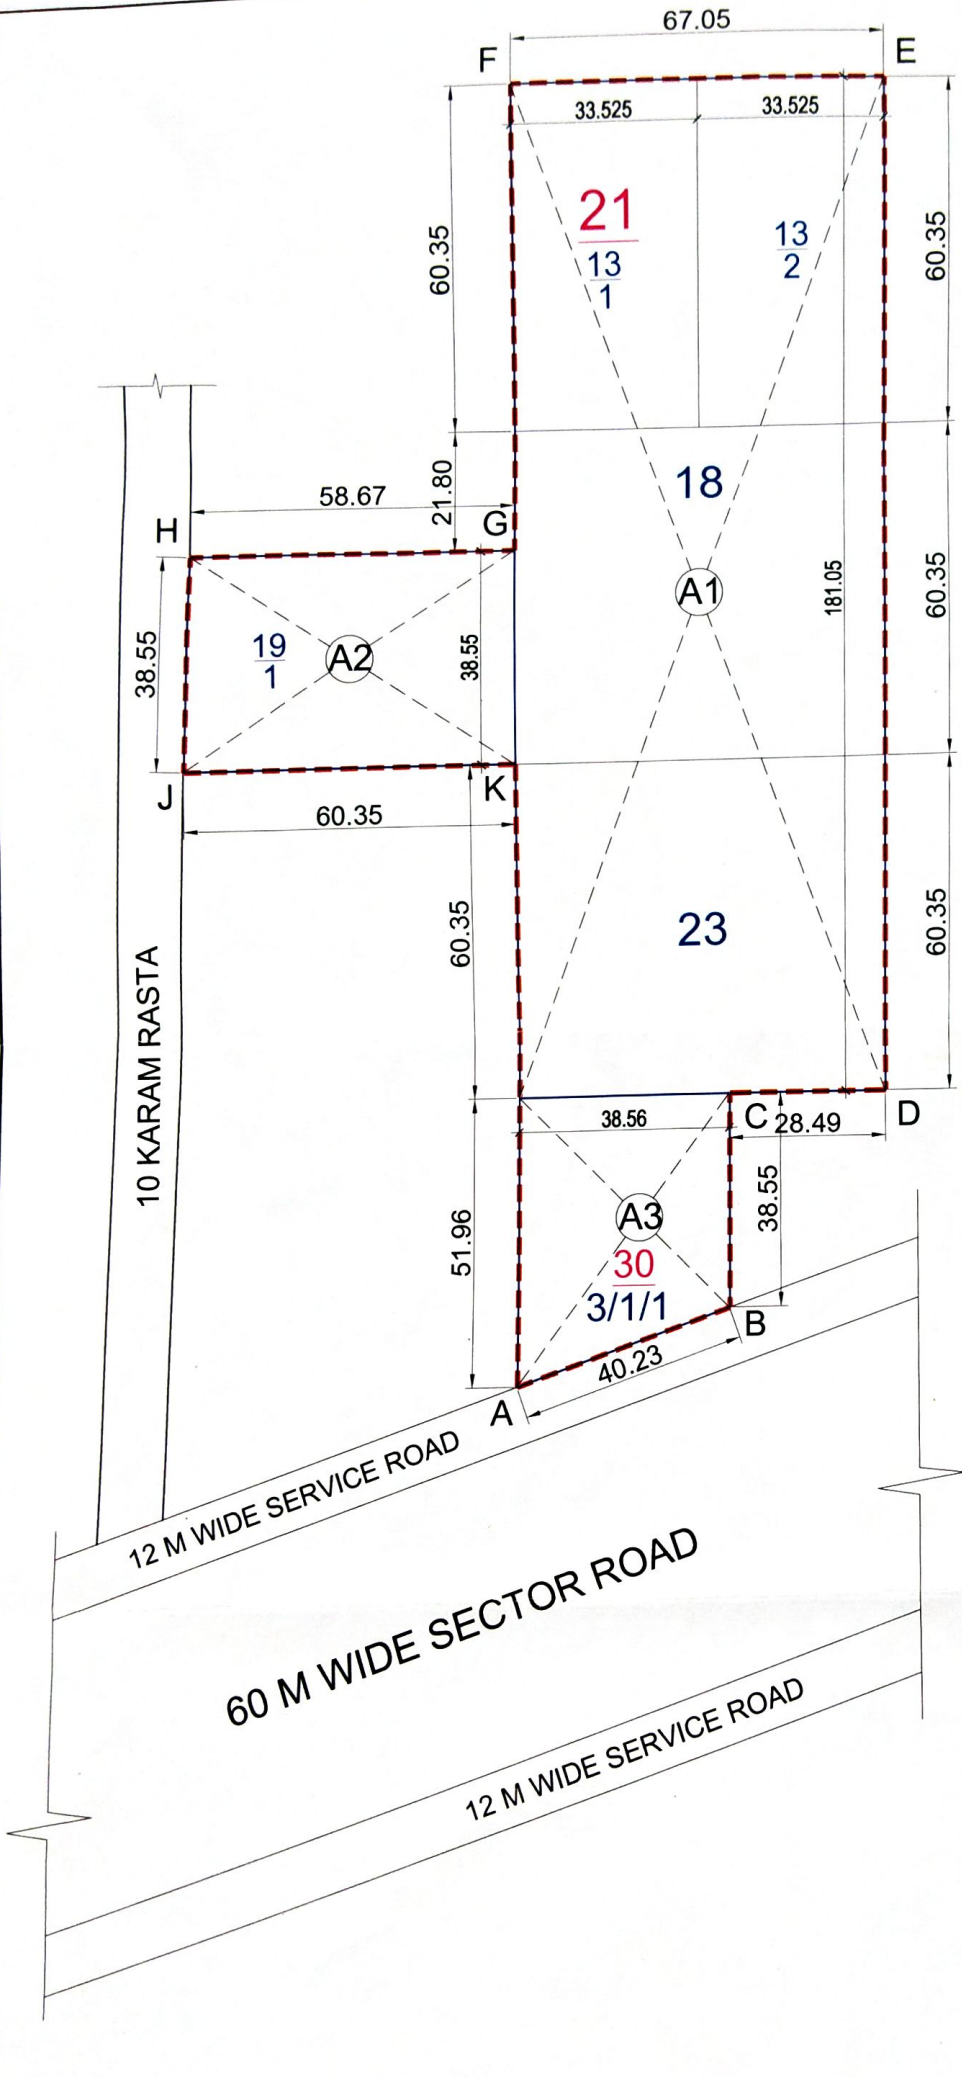 67.05
F
E
33.525
33.525
21
13
1
13
2
60.35
60.35
18
21.80
58.67
H
G
A1
181.05
60.35
38.55
19
1
A2
38.55
J
K
60.35
60.35
23
60.35
10 KARAM RASTA
C
D
38.56
28.49
51.96
A3
38.55
30
3/1/1
B
40.23
A
12 M WIDE SERVICE ROAD
60 M WIDE SECTOR ROAD
12 M WIDE SERVICE ROAD